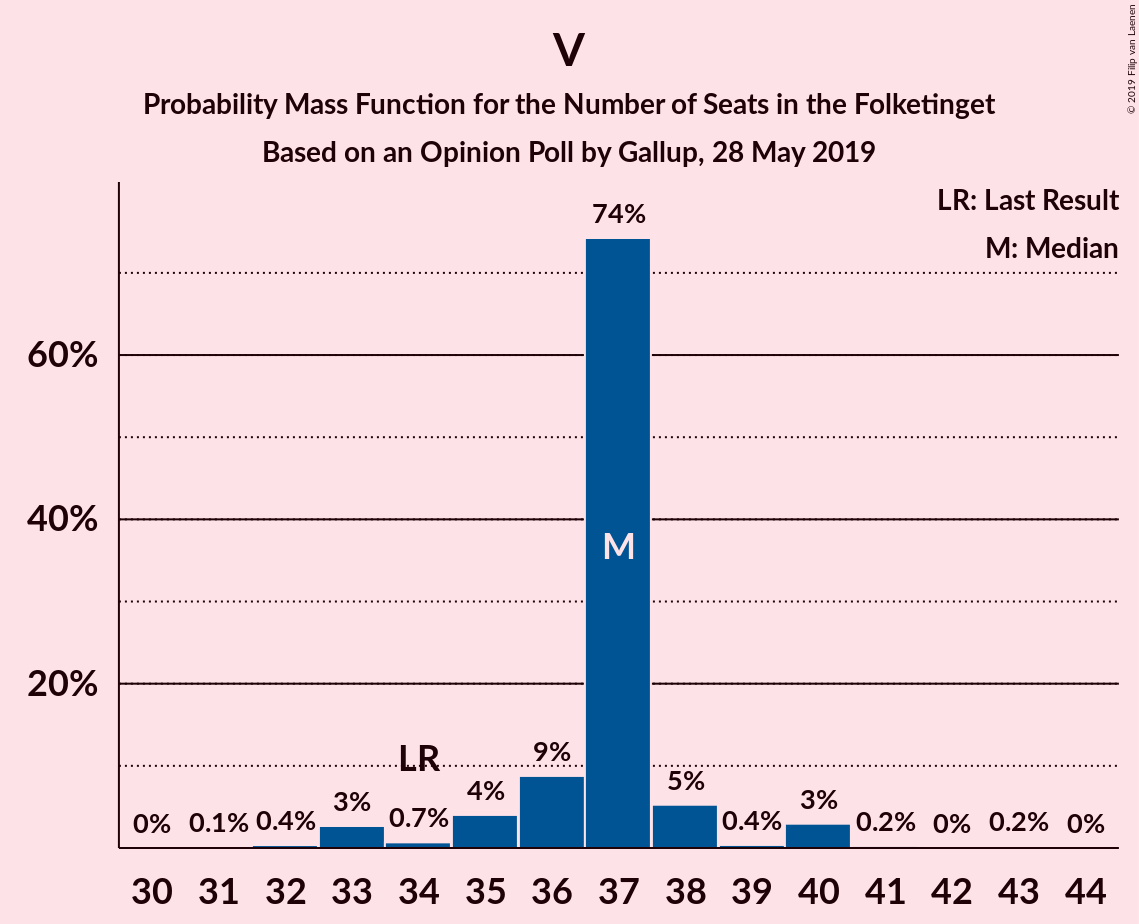 V
Probability Mass Function for the Number of Seats in the Folketinget
Based on an Opinion Poll by Gallup, 28 May 2019
© 2019 Filip van Laenen
LR: Last Result
M: Median
74%
60%
40%
M
20%
LR
9%
5%
4%
3%
3%
0%
0.1%
0.4%
0.7%
0.4%
0.2%
0%
0.2%
0%
30 31 32 33 34 35 36 37 38 39 40 41 42 43 44